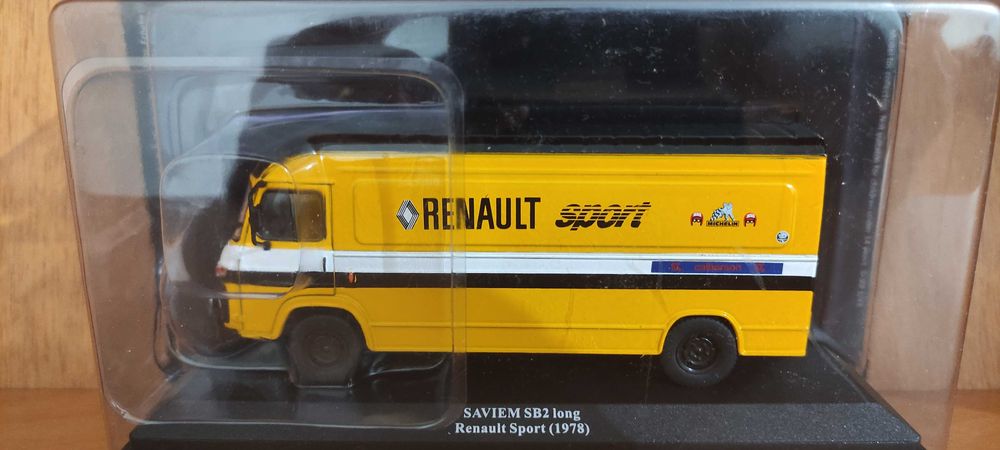 RENAULT sport
MICHELIN
calberson
SAVIEM SB2 long
Renault Sport (1978)